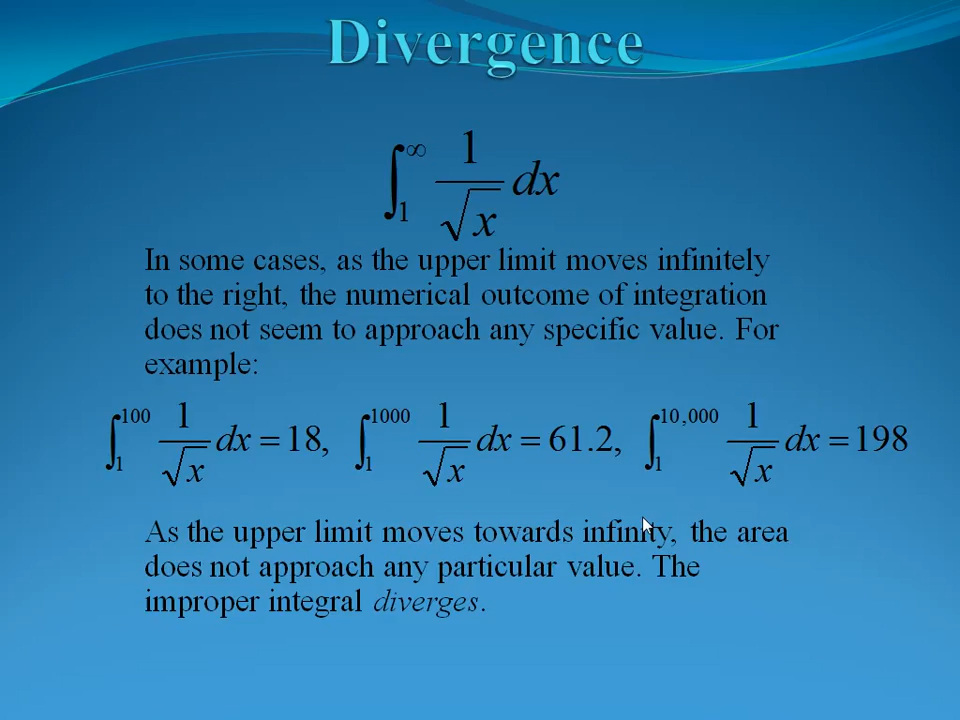 Divergence
∫₁^∞ 1/√x dx
In some cases, as the upper limit moves infinitely
to the right, the numerical outcome of integration
does not seem to approach any specific value. For
example:
∫₁^100 1/√x dx = 18, ∫₁^1000 1/√x dx = 61.2, ∫₁^10,000 1/√x dx = 198
As the upper limit moves towards infinity, the area
does not approach any particular value. The
improper integral diverges.